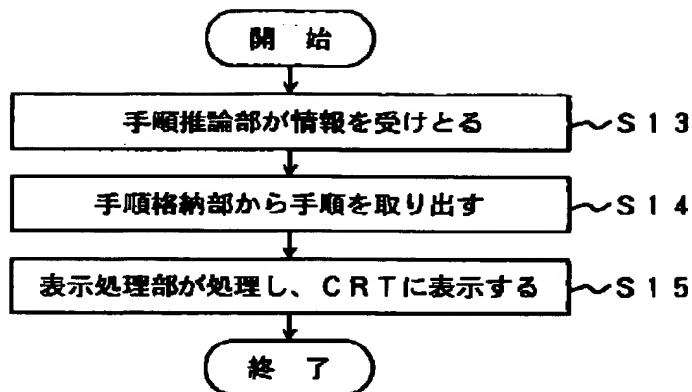 開 始
手順推論部が情報を受けとる
S13
手順格納部から手順を取り出す
S14
表示処理部が処理し、CRTに表示する
S15
終 了